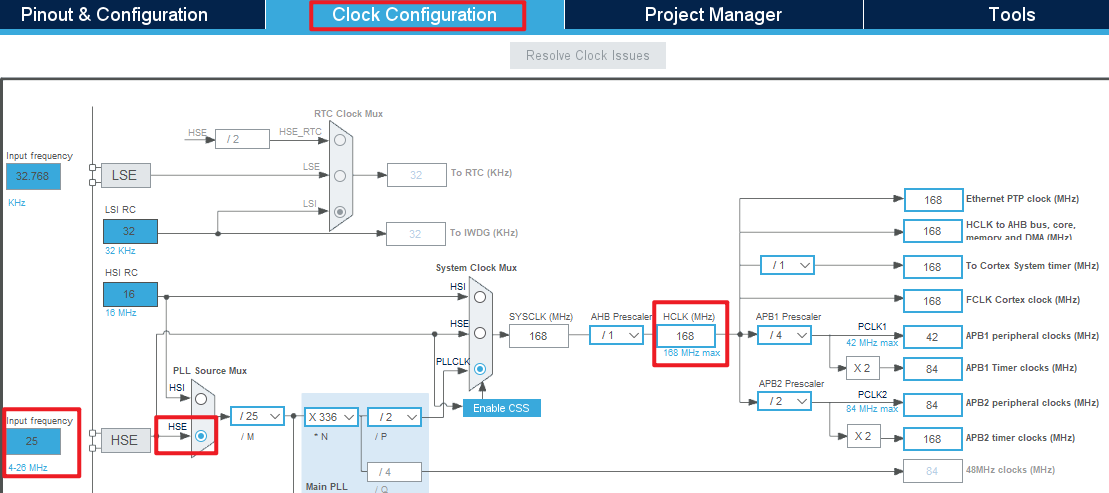 Pinout & Configuration
Clock Configuration
Project Manager
Tools
Resolve Clock Issues
RTC Clock Mux
HSE
/ 2
HSE_RTC
Input frequency
32.768
KHz
LSE
LSE
32
To RTC (KHz)
LSI RC
LSI
32
32 KHz
32
To IWDG (KHz)
HSI RC
16
16 MHz
System Clock Mux
HSI
HSE
PLLCLK
SYSCLK (MHz)
168
AHB Prescaler
/ 1
HCLK (MHz)
168
168 MHz max
168
Ethernet PTP clock (MHz)
168
HCLK to AHB bus, core,
memory and DMA (MHz)
/ 1
168
To Cortex System timer (MHz)
168
FCLK Cortex clock (MHz)
APB1 Prescaler
/ 4
PCLK1
42 MHz max
42
APB1 peripheral clocks (MHz)
X 2
84
APB1 Timer clocks (MHz)
APB2 Prescaler
/ 2
PCLK2
84 MHz max
84
APB2 peripheral clocks (MHz)
X 2
168
APB2 timer clocks (MHz)
84
48MHz clocks (MHz)
PLL Source Mux
HSI
HSE
Input frequency
25
4-26 MHz
HSE
/ 25
/ M
X 336
* N
/ 2
/ P
Enable CSS
/ 4
/ Q
Main PLL